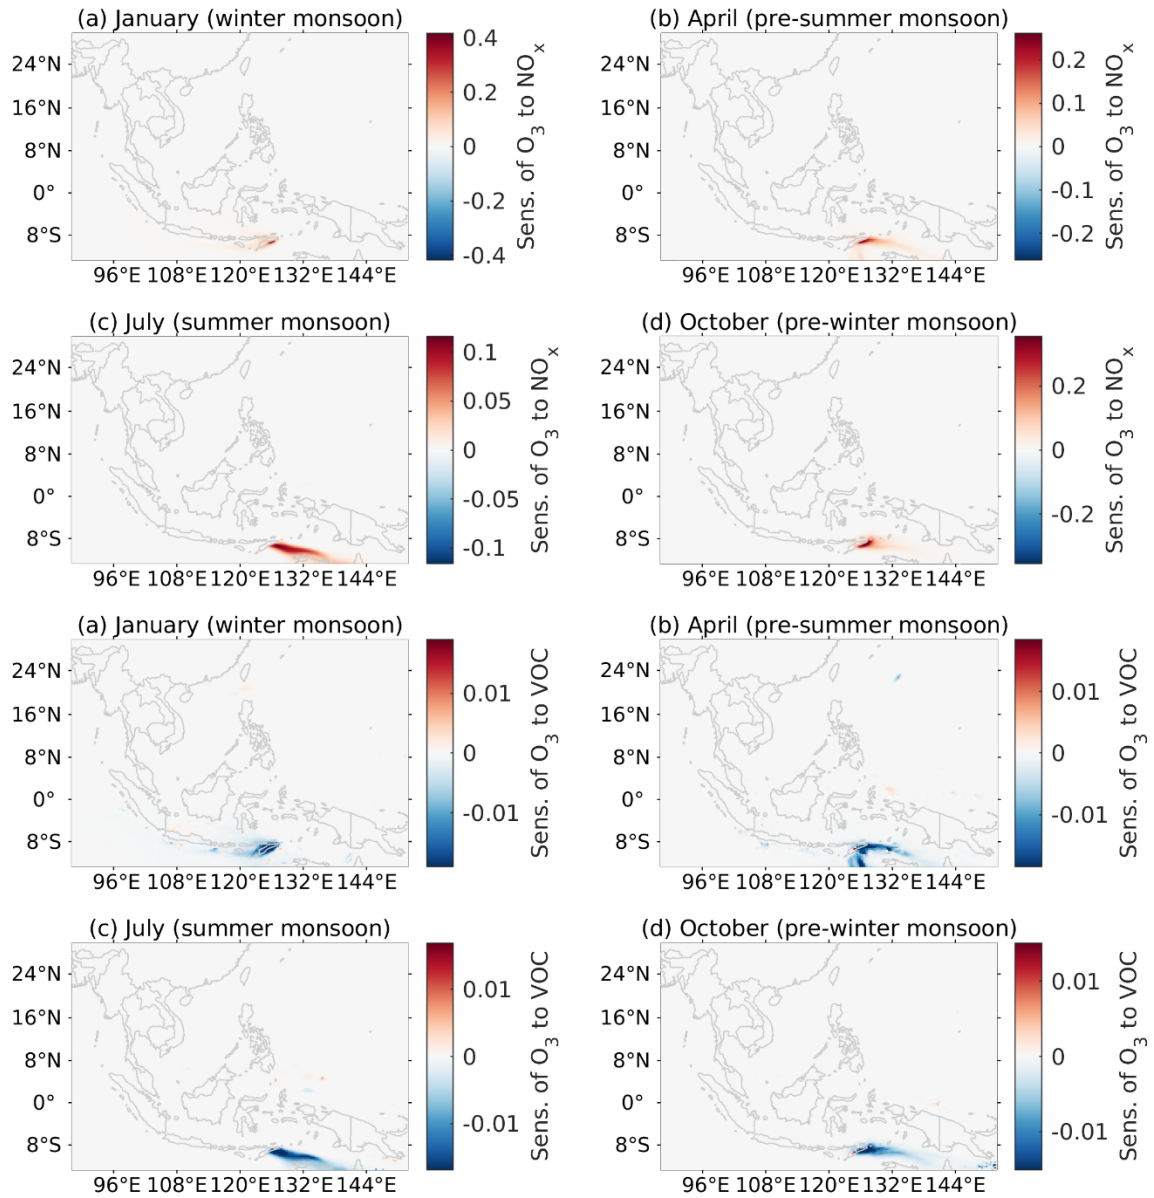 (a) January (winter monsoon)
24°N
16°N
8°N
0°
8°S
96°E 108°E 120°E 132°E 144°E
0.4
0.2
0
-0.2
-0.4
Sens. of O3 to NOx
(b) April (pre-summer monsoon)
24°N
16°N
8°N
0°
8°S
96°E 108°E 120°E 132°E 144°E
0.2
0.1
0
-0.1
-0.2
Sens. of O3 to NOx
(c) July (summer monsoon)
24°N
16°N
8°N
0°
8°S
96°E 108°E 120°E 132°E 144°E
0.1
0.05
0
-0.05
-0.1
Sens. of O3 to NOx
(d) October (pre-winter monsoon)
24°N
16°N
8°N
0°
8°S
96°E 108°E 120°E 132°E 144°E
0.2
0
-0.2
Sens. of O3 to NOx
(a) January (winter monsoon)
24°N
16°N
8°N
0°
8°S
96°E 108°E 120°E 132°E 144°E
0.01
0
-0.01
Sens. of O3 to VOC
(b) April (pre-summer monsoon)
24°N
16°N
8°N
0°
8°S
96°E 108°E 120°E 132°E 144°E
0.01
0
-0.01
Sens. of O3 to VOC
(c) July (summer monsoon)
24°N
16°N
8°N
0°
8°S
96°E 108°E 120°E 132°E 144°E
0.01
0
-0.01
Sens. of O3 to VOC
(d) October (pre-winter monsoon)
24°N
16°N
8°N
0°
8°S
96°E 108°E 120°E 132°E 144°E
0.01
0
-0.01
Sens. of O3 to VOC